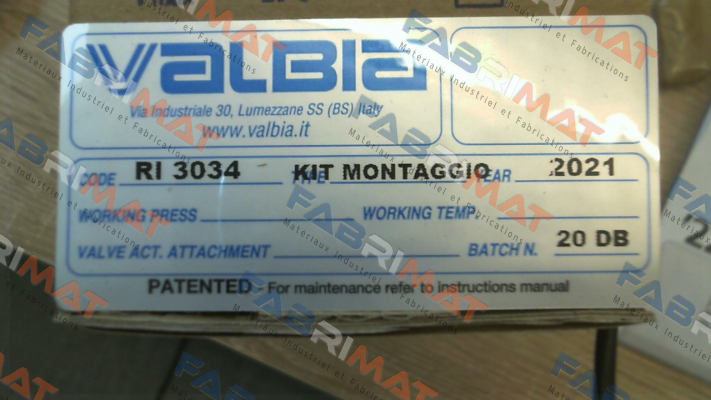 VALBIA
Via Industriale 30, Lumezzane SS (BS) Italy
www.valbia.it
CODE RI 3034 TYPE KIT MONTAGGIO YEAR 2021
WORKING PRESS. WORKING TEMP.
VALVE ACT. ATTACHMENT BATCH N. 20 DB
PATENTED - For maintenance refer to instructions manual
FABRIMAT
Materiaux Industriel et Fabrications